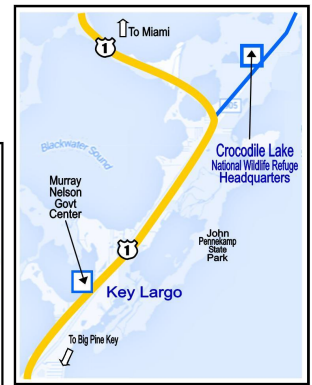 To Miami
1
905
Crocodile Lake
National Wildlife Refuge
Headquarters
Blackwater Sound
Murray
Nelson
Govt
Center
John
Pennekamp
State
Park
1
Key Largo
To Big Pine Key